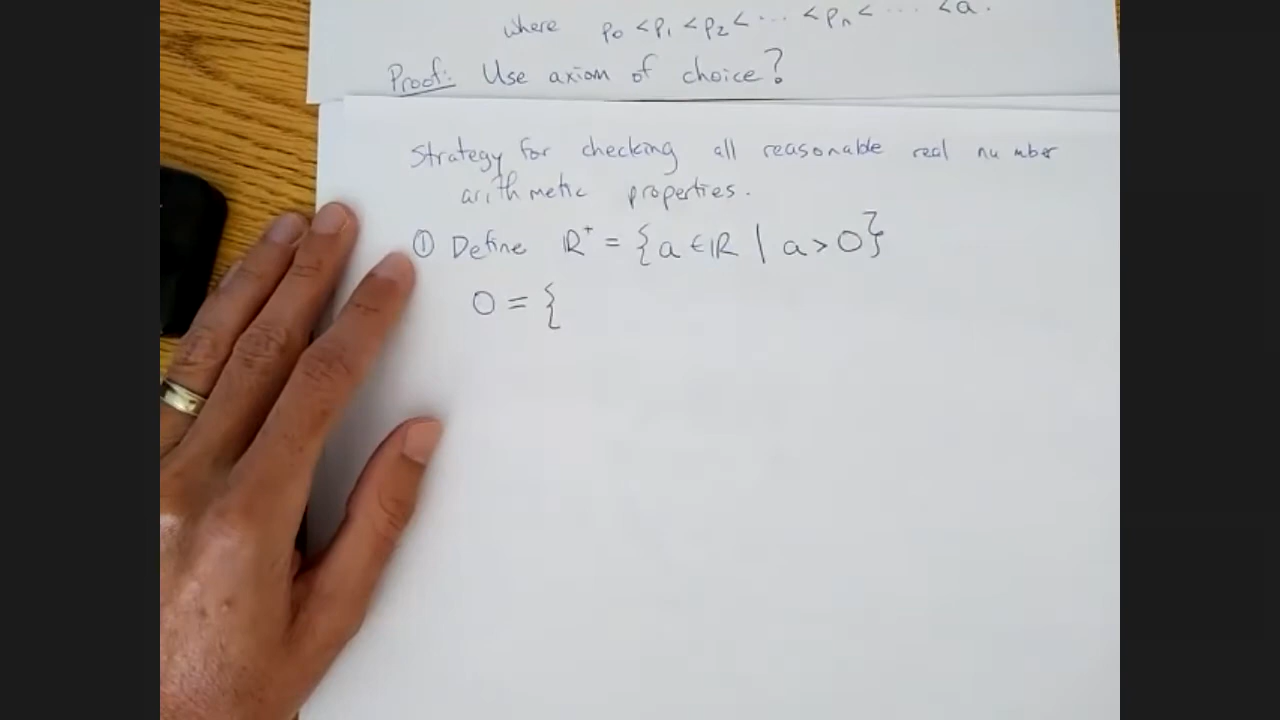 where p₀ < p₁ < p₂ < ... < pₙ < ... < a.
Proof: Use axiom of choice?
Strategy for checking all reasonable real number
arithmetic properties.
① Define ℝ⁺ = {a ∈ ℝ | a > 0}
0 = {